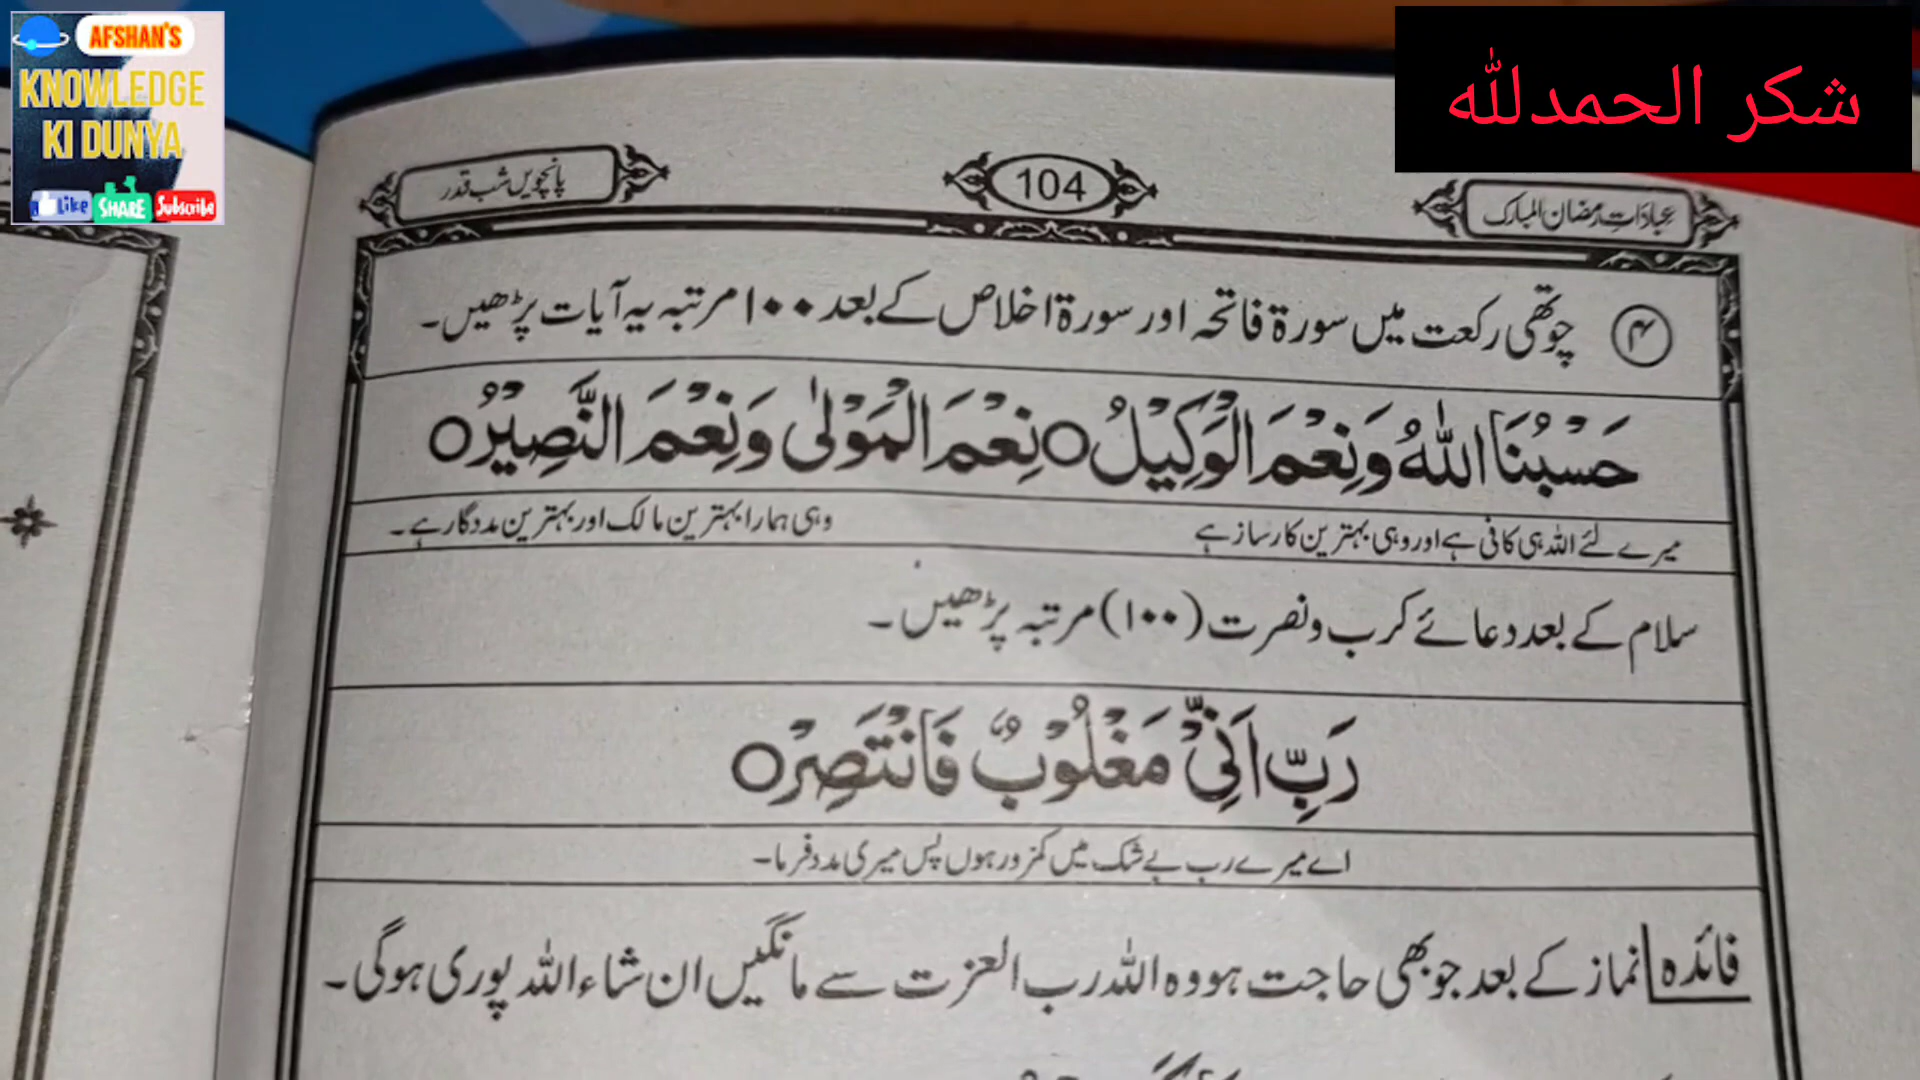 AFSHAN'S
KNOWLEDGE
KI DUNYA
Like SHARE Subscribe
شکر الحمدللہ
عبادات رمضان المبارک
104
پانچویں شب قدر
۴ چوتھی رکعت میں سورۃ فاتحہ اور سورۃ اخلاص کے بعد ۱۰۰ مرتبہ یہ آیات پڑھیں۔
حَسْبُنَا اللّٰهُ وَنِعْمَ الْوَكِيْلُ ○ نِعْمَ الْمَوْلٰى وَنِعْمَ النَّصِيْرُ ○
میرے لئے اللہ ہی کافی ہے اور وہی بہترین کارساز ہے وہی ہمارا بہترین مالک اور بہترین مددگار ہے۔
سلام کے بعد دعائے کرب و نصرت (۱۰۰) مرتبہ پڑھیں۔
رَبِّ اَنِّيْ مَغْلُوْبٌ فَانْتَصِرْ ○
اے میرے رب بے شک میں کمزور ہوں پس میری مدد فرما۔
فائدہ نماز کے بعد جو بھی حاجت ہو وہ اللہ رب العزت سے مانگیں ان شاء اللہ پوری ہوگی۔